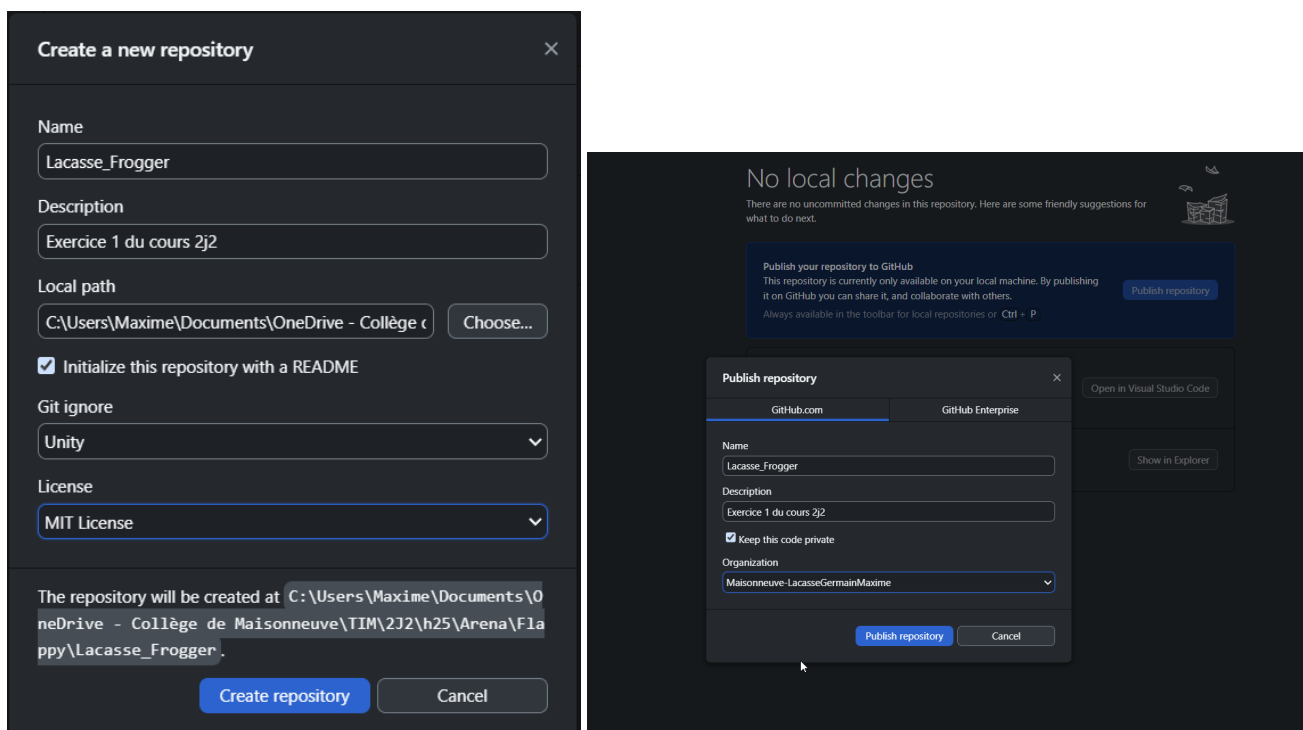 Create a new repository
Name
Lacasse_Frogger
Description
Exercice 1 du cours 2j2
Local path
C:\Users\Maxime\Documents\OneDrive - Collège c
Choose...
Initialize this repository with a README
Git ignore
Unity
License
MIT License
The repository will be created at C:\Users\Maxime\Documents\O
neDrive - Collège de Maisonneuve\TIM\2J2\h25\Arena\Fla
ppy\Lacasse_Frogger.
Create repository
Cancel
No local changes
There are no uncommitted changes in this repository. Here are some friendly suggestions for
what to do next.
Publish your repository to GitHub
This repository is currently only available on your local machine. By publishing
it on GitHub you can share it, and collaborate with others.
Always available in the toolbar for local repositories or Ctrl + P
Publish repository
Open in Visual Studio Code
Show in Explorer
Publish repository
GitHub.com
GitHub Enterprise
Name
Lacasse_Frogger
Description
Exercice 1 du cours 2j2
Keep this code private
Organization
Maisonneuve-LacasseGermainMaxime
Publish repository
Cancel